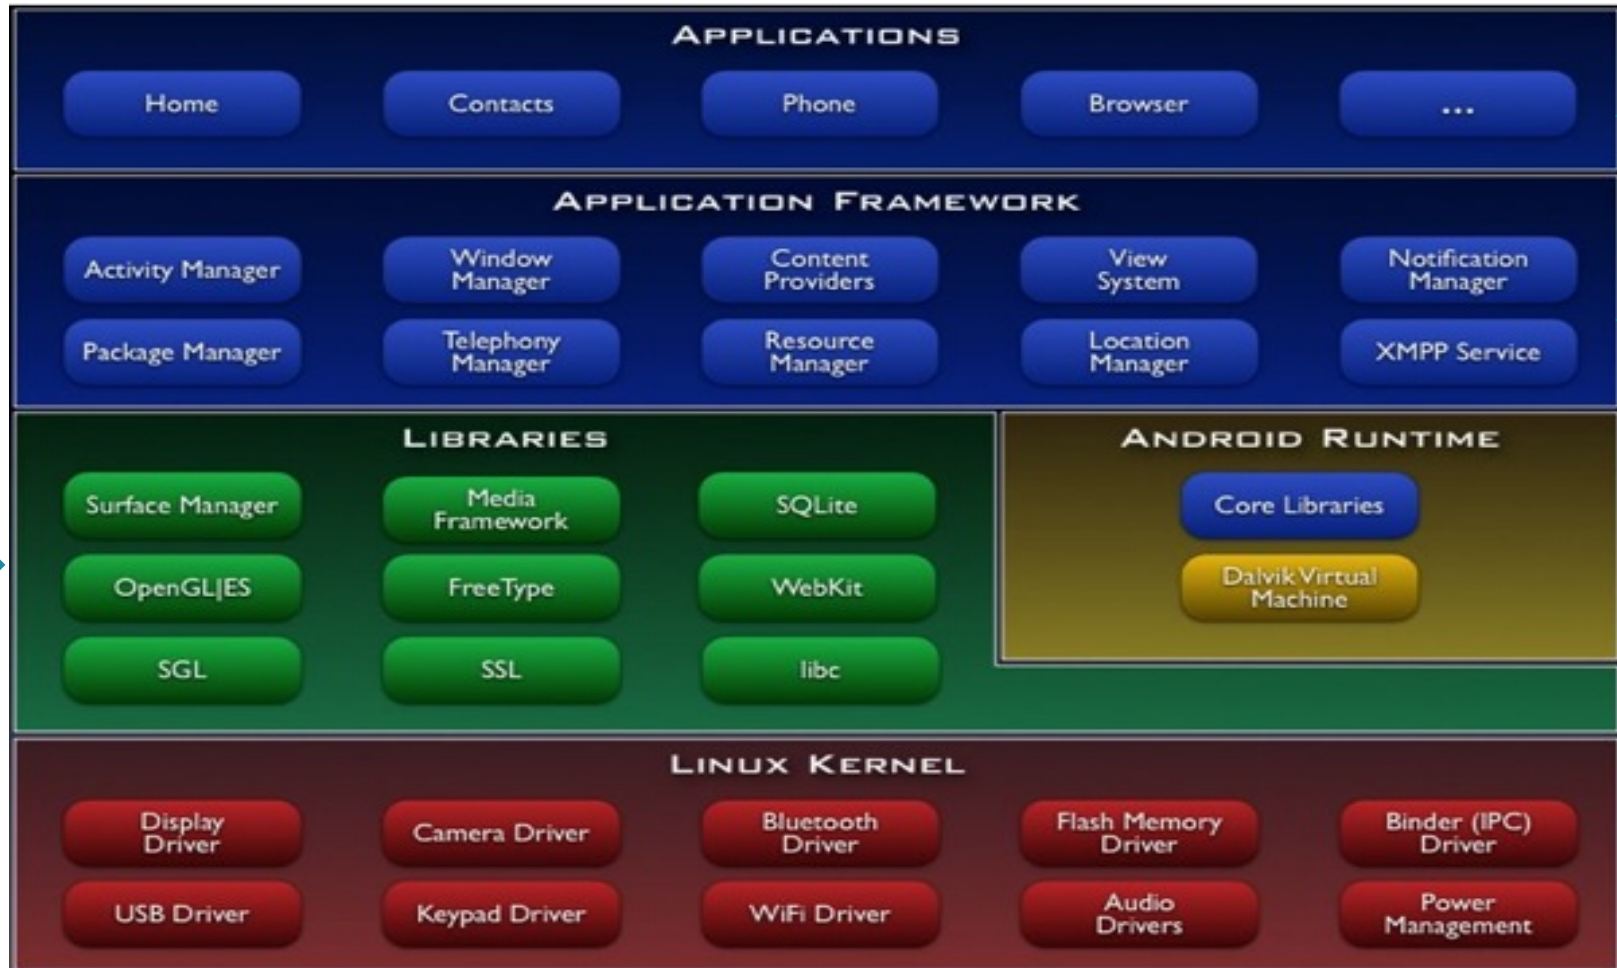 APPLICATIONS
Home
Contacts
Phone
Browser
...
APPLICATION FRAMEWORK
Activity Manager
Window
Manager
Content
Providers
View
System
Notification
Manager
Package Manager
Telephony
Manager
Resource
Manager
Location
Manager
XMPP Service
LIBRARIES
Surface Manager
Media
Framework
SQLite
OpenGL|ES
FreeType
WebKit
SGL
SSL
libc
ANDROID RUNTIME
Core Libraries
Dalvik Virtual
Machine
LINUX KERNEL
Display
Driver
Camera Driver
Bluetooth
Driver
Flash Memory
Driver
Binder (IPC)
Driver
USB Driver
Keypad Driver
WiFi Driver
Audio
Drivers
Power
Management